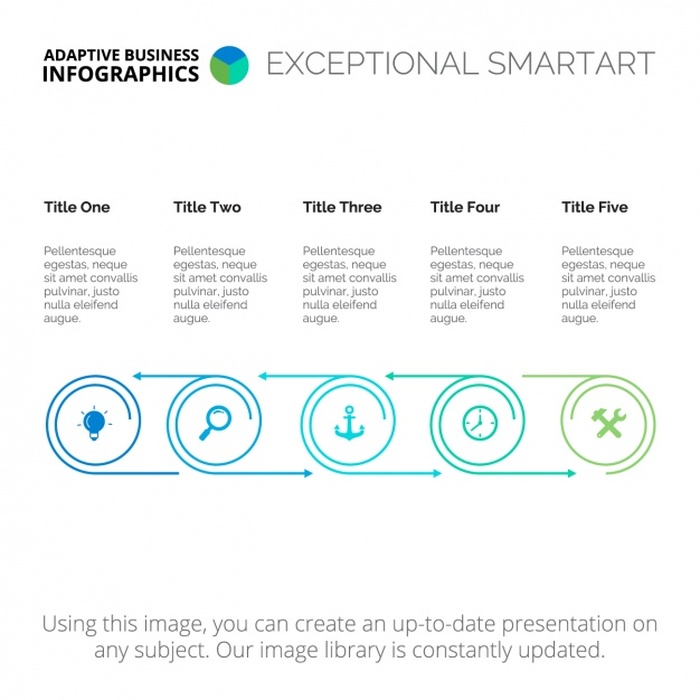 ADAPTIVE BUSINESS
INFOGRAPHICS
EXCEPTIONAL SMARTART
Title One
Pellentesque
egestas, neque
sit amet convallis
pulvinar, justo
nulla eleifend
augue.
Title Two
Pellentesque
egestas, neque
sit amet convallis
pulvinar, justo
nulla eleifend
augue.
Title Three
Pellentesque
egestas, neque
sit amet convallis
pulvinar, justo
nulla eleifend
augue.
Title Four
Pellentesque
egestas, neque
sit amet convallis
pulvinar, justo
nulla eleifend
augue.
Title Five
Pellentesque
egestas, neque
sit amet convallis
pulvinar, justo
nulla eleifend
augue.
Using this image, you can create an up-to-date presentation on
any subject. Our image library is constantly updated.